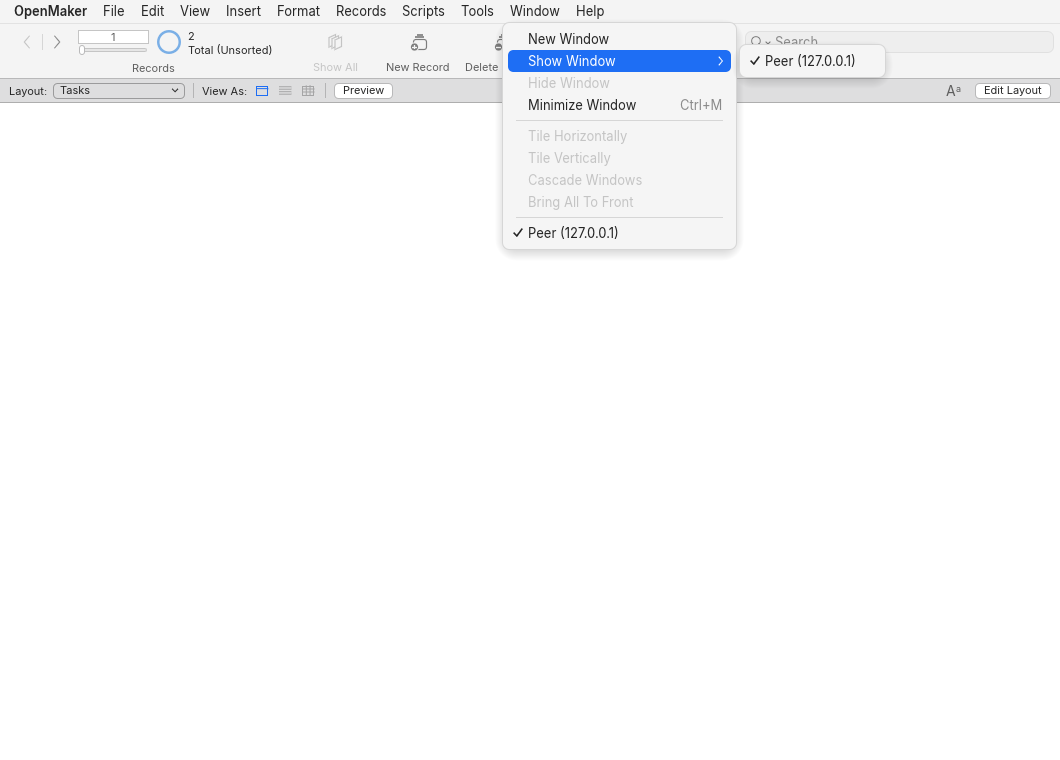 OpenMaker File Edit View Insert Format Records Scripts Tools Window Help
1
2
Total (Unsorted)
Records
Show All
New Record
Delete
Search
New Window
Show Window
Peer (127.0.0.1)
Hide Window
Minimize Window Ctrl+M
Tile Horizontally
Tile Vertically
Cascade Windows
Bring All To Front
Peer (127.0.0.1)
Layout: Tasks View As: Preview Aa Edit Layout